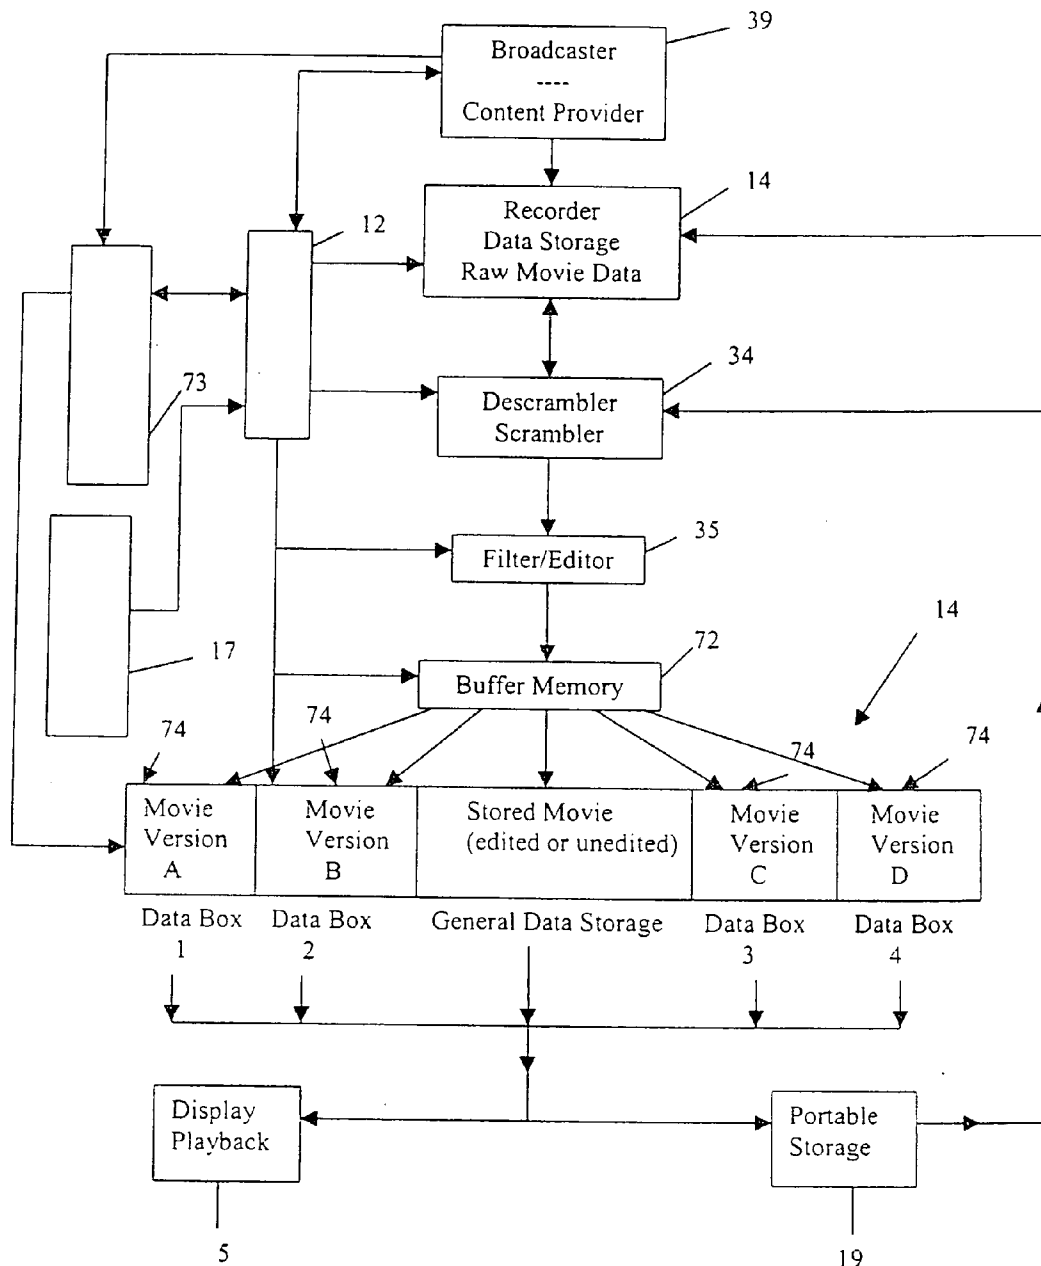 39
Broadcaster
----
Content Provider
14
Recorder
Data Storage
Raw Movie Data
12
34
Descrambler
Scrambler
73
35
Filter/Editor
14
17
72
Buffer Memory
74
74
74
74
Movie
Version
A
Movie
Version
B
Stored Movie
(edited or unedited)
Movie
Version
C
Movie
Version
D
Data Box
1
Data Box
2
General Data Storage
Data Box
3
Data Box
4
Display
Playback
Portable
Storage
5
19